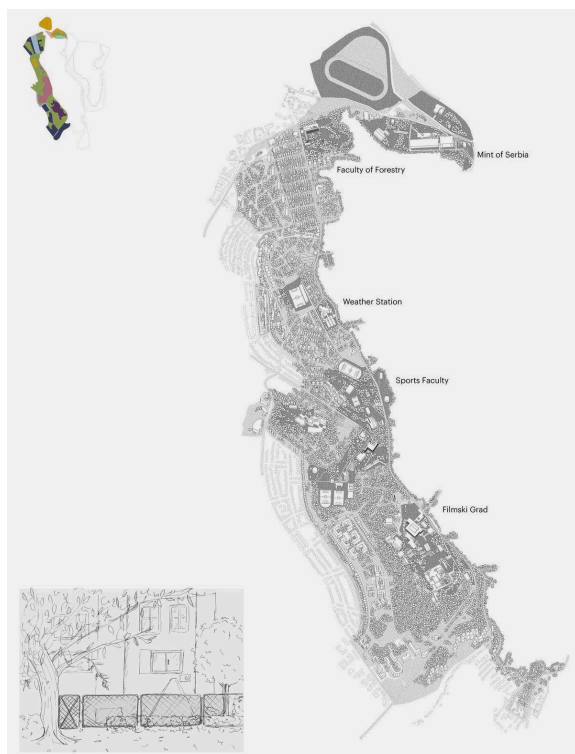 Mint of Serbia
Faculty of Forestry
Weather Station
Sports Faculty
Filmski Grad